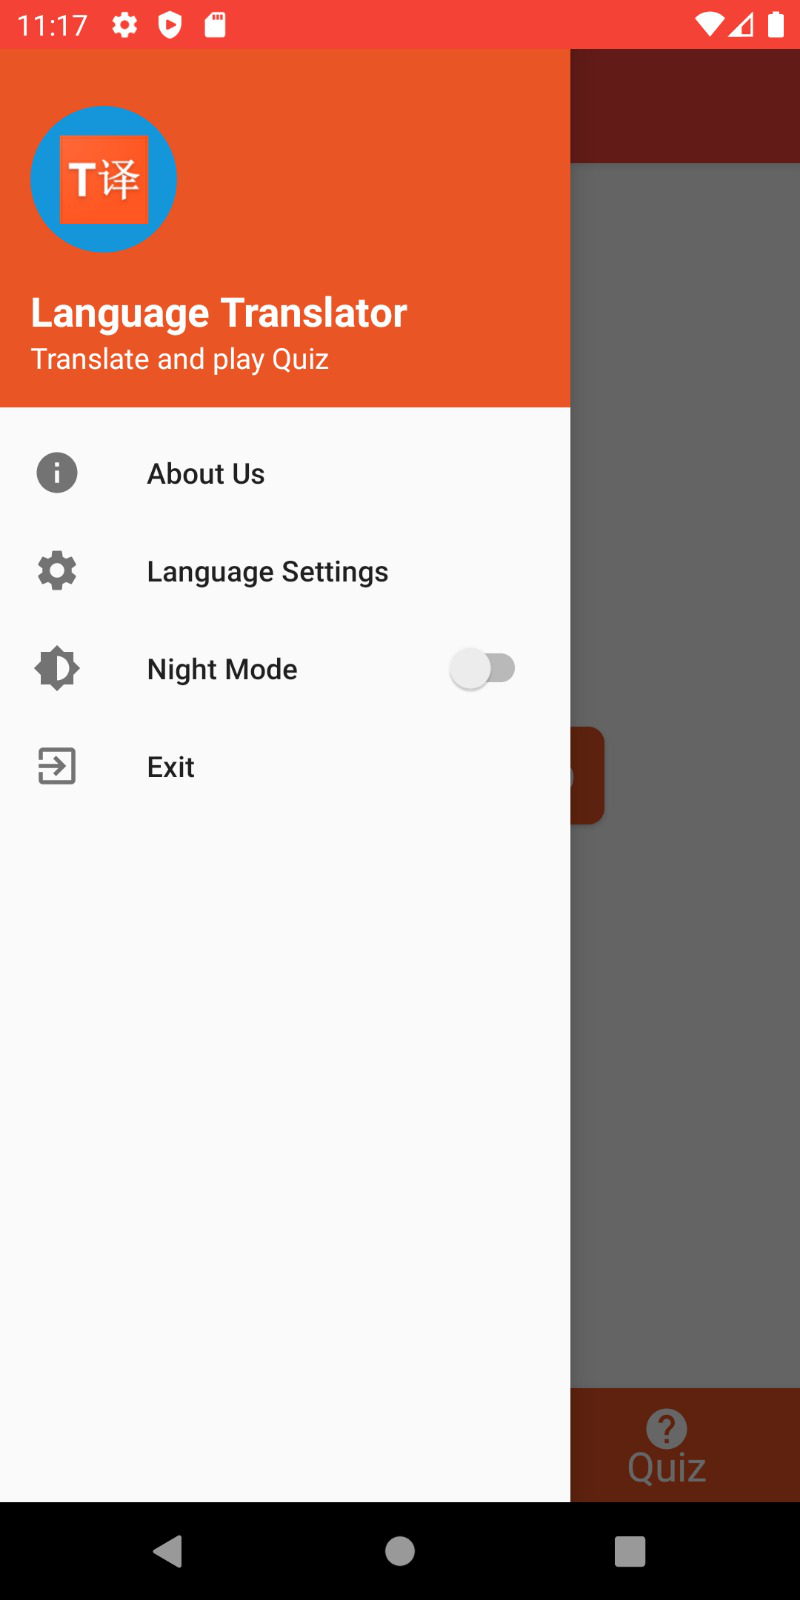 11:17
T译
Language Translator
Translate and play Quiz
About Us
Language Settings
Night Mode
Exit
Quiz